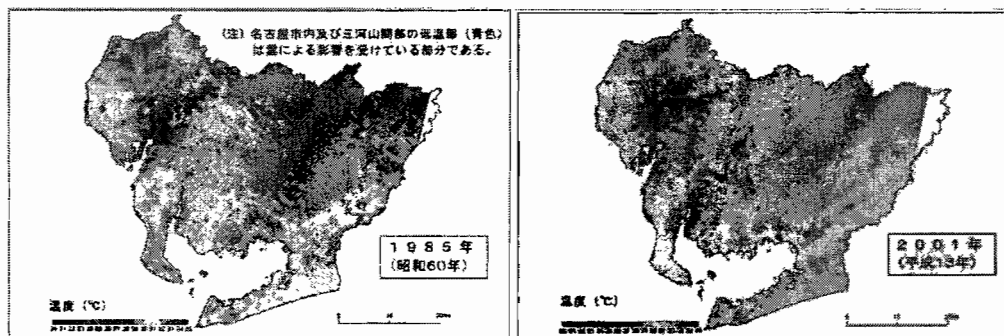 (注) 名古屋市内及び三河山間部の低温部（青色）
は雲による影響を受けている部分である。
1985年
(昭和60年)
温度 (℃)
2001年
(平成13年)
温度 (℃)